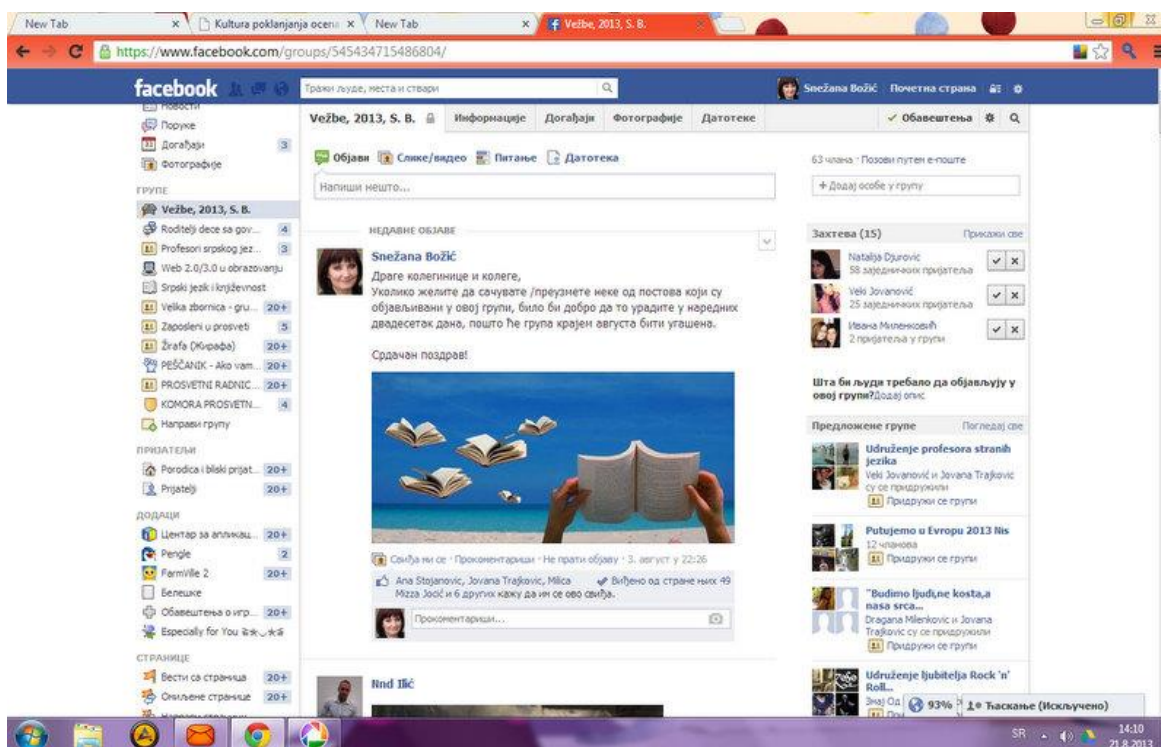 New Tab
Kultura poklanjanja ocena
New Tab
Vežbe, 2013, S. B.
https://www.facebook.com/groups/545434715486804/
facebook
Тражи људе, места и ствари
Snežana Božić Почетна страна
Новости
Поруке
Догађаји 3
Фотографије
ГРУПЕ
Vežbe, 2013, S. B.
Roditelji dece sa gov... 4
Profesori srpskog jez... 3
Web 2.0/3.0 u obrazovanju
Srpski jezik i književnost
Velika zbornica - gru... 20+
Zaposleni u prosveti 5
Žirafa (Жирафа) 20+
PEŠČANIK - Ako vam... 20+
PROSVETNI RADNIC... 20+
KOMORA PROSVETN... 4
Направи групу
ПРИЈАТЕЉИ
Porodica i bliski prijat... 20+
Prijatelji 20+
ДОДАЦИ
Центар за апликац... 20+
Pengle 2
FarmVille 2 20+
Белешке
Обавештења о игр... 20+
Especially for You
СТРАНИЦЕ
Вести са страница 20+
Омиљене странице 20+
Vežbe, 2013, S. B. Информације Догађаји Фотографије Датотеке
Обавештења
Објави Слике/видео Питање Датотека
Напиши нешто...
НЕДАВНЕ ОБЈАВЕ
Snežana Božić
Драге колегинице и колеге,
Уколико желите да сачувате /преузмете неке од постова који су
објављивани у овој групи, било би добро да то урадите у наредних
двадесетак дана, пошто ће група крајем августа бити угашена.
Срдачан поздрав!
Свиђа ми се · Прокоментариши · Не прати објаву · 3. август у 22:26
Ana Stojanovic, Jovana Trajkovic, Milica
Mizza Jocić и 6 других кажу да им се ово свиђа.
Виђено од стране њих 49
Прокоментариши...
Nnd Ilić
63 члана · Позови путем е-поште
+ Додај особе у групу
Захтева (15) Прикажи све
Natalija Djurovic
58 заједничких пријатеља
Veki Jovanović
25 заједничких пријатеља
Ивана Миленковић
2 пријатеља у групи
Шта би људи требало да објављују у
овој групи?Додај опис
Предложене групе Погледај све
Udruženje profesora stranih
jezika
Veki Jovanović и Jovana Trajkovic
су се придружили
Придружи се групи
Putujemo u Evropu 2013 Nis
12 чланова
Придружи се групи
"Budimo ljudi,ne kosta,a
nasa srca...
Dragana Milenkovic и Jovana
Trajkovic су се придружили
Придружи се групи
Udruženje ljubitelja Rock 'n'
Roll...
93%
Ћаскање (Искључено)
SR
14:10
21.8.2013